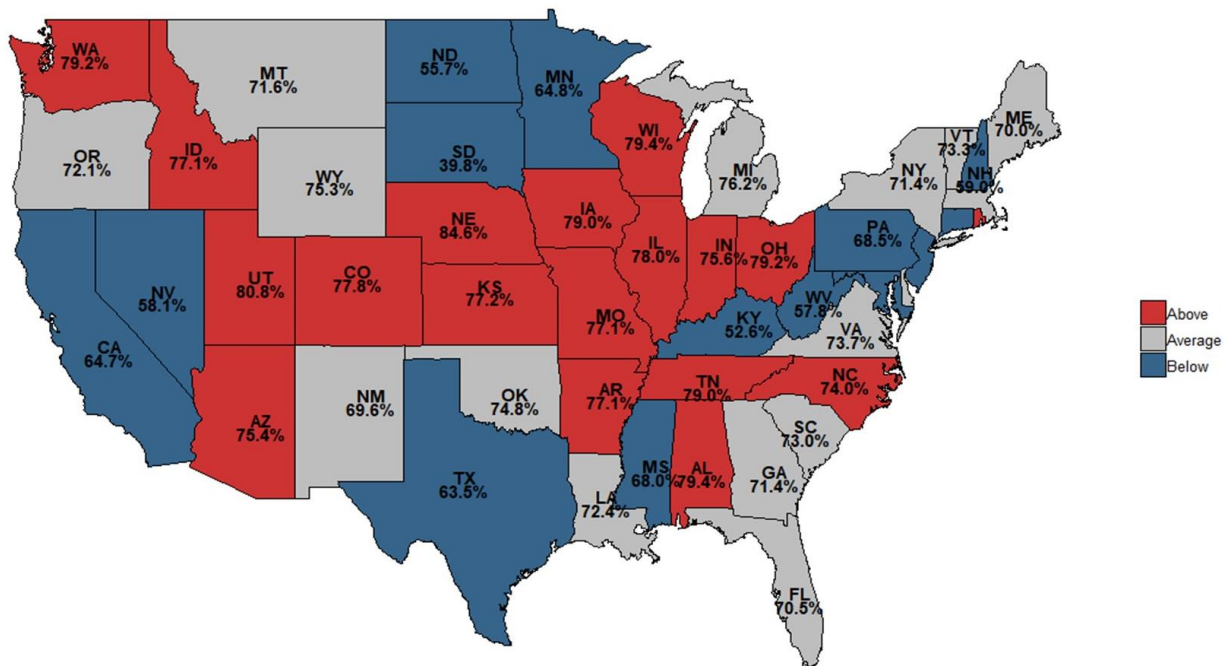 WA
79.2%
MT
71.6%
ND
55.7%
MN
64.8%
ME
70.0%
OR
72.1%
ID
77.1%
WY
75.3%
SD
39.8%
WI
79.4%
MI
76.2%
NY
71.4%
VT
73.3%
NH
59.0%
NE
84.6%
IA
79.0%
PA
68.5%
NV
58.1%
UT
80.8%
CO
77.8%
KS
77.2%
MO
77.1%
IL
78.0%
IN
75.6%
OH
79.2%
WV
57.8%
KY
52.6%
VA
73.7%
CA
64.7%
AZ
75.4%
NM
69.6%
OK
74.8%
AR
77.1%
TN
79.0%
NC
74.0%
SC
73.0%
TX
63.5%
LA
72.4%
MS
68.0%
AL
79.4%
GA
71.4%
FL
70.5%
Above
Average
Below